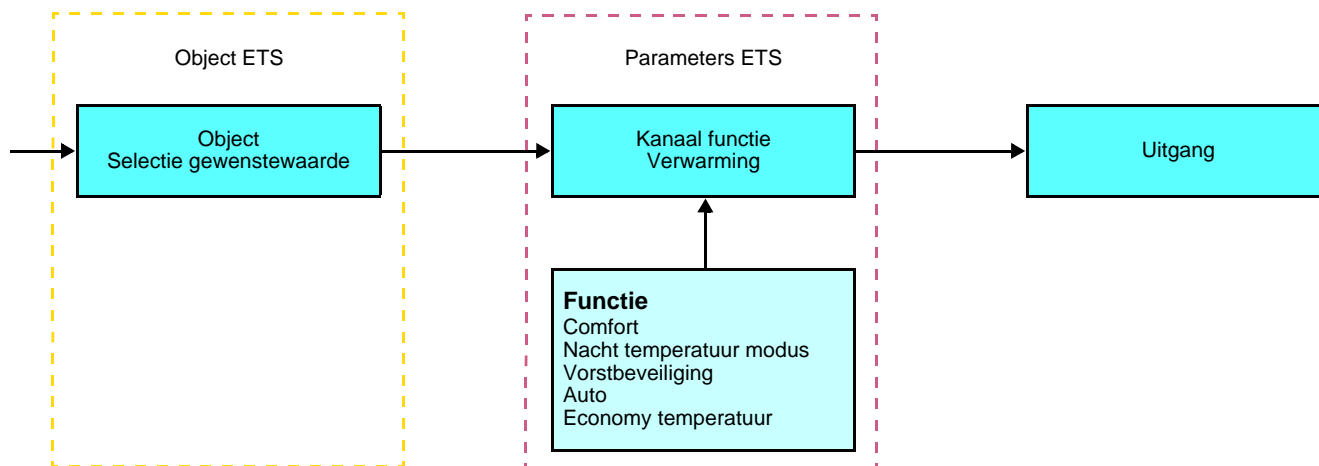 Object ETS
Parameters ETS
Object
Selectie gewenstewaarde
Kanaal functie
Verwarming
Uitgang
Functie
Comfort
Nacht temperatuur modus
Vorstbeveiliging
Auto
Economy temperatuur